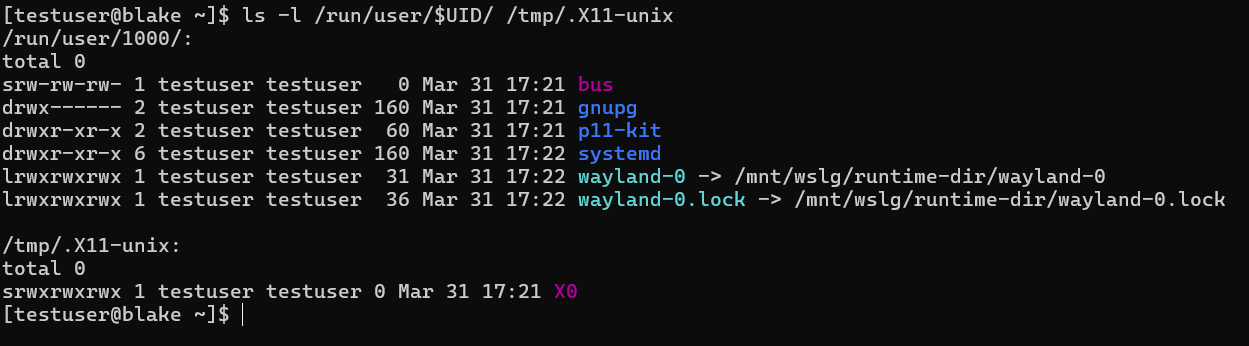 [testuser@blake ~]$ ls -l /run/user/$UID/ /tmp/.X11-unix
/run/user/1000/:
total 0
srw-rw-rw- 1 testuser testuser   0 Mar 31 17:21 bus
drwx------ 2 testuser testuser 160 Mar 31 17:21 gnupg
drwxr-xr-x 2 testuser testuser  60 Mar 31 17:21 p11-kit
drwxr-xr-x 6 testuser testuser 160 Mar 31 17:22 systemd
lrwxrwxrwx 1 testuser testuser  31 Mar 31 17:22 wayland-0 -> /mnt/wslg/runtime-dir/wayland-0
lrwxrwxrwx 1 testuser testuser  36 Mar 31 17:22 wayland-0.lock -> /mnt/wslg/runtime-dir/wayland-0.lock

/tmp/.X11-unix:
total 0
srwxrwxrwx 1 testuser testuser 0 Mar 31 17:21 X0
[testuser@blake ~]$